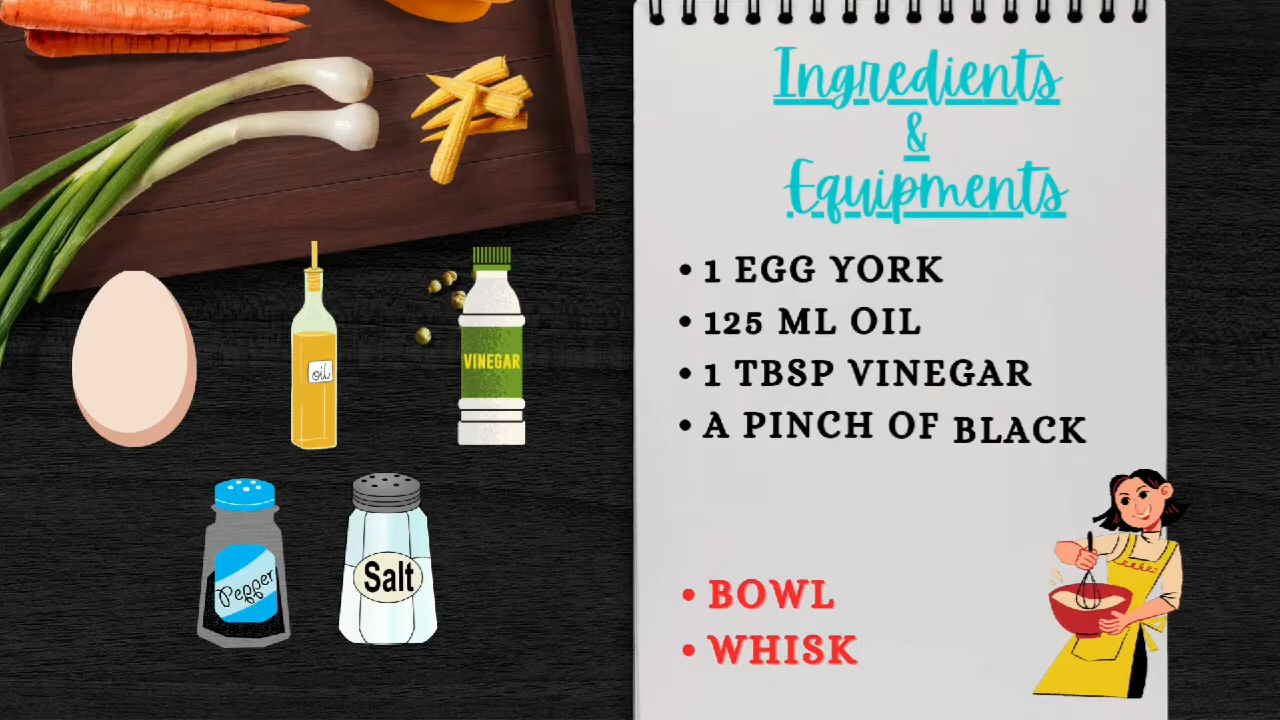 Ingredients
&
Equipments
• 1 EGG YORK
• 125 ML OIL
• 1 TBSP VINEGAR
• A PINCH OF BLACK
• BOWL
• WHISK
oil
VINEGAR
Pepper
Salt